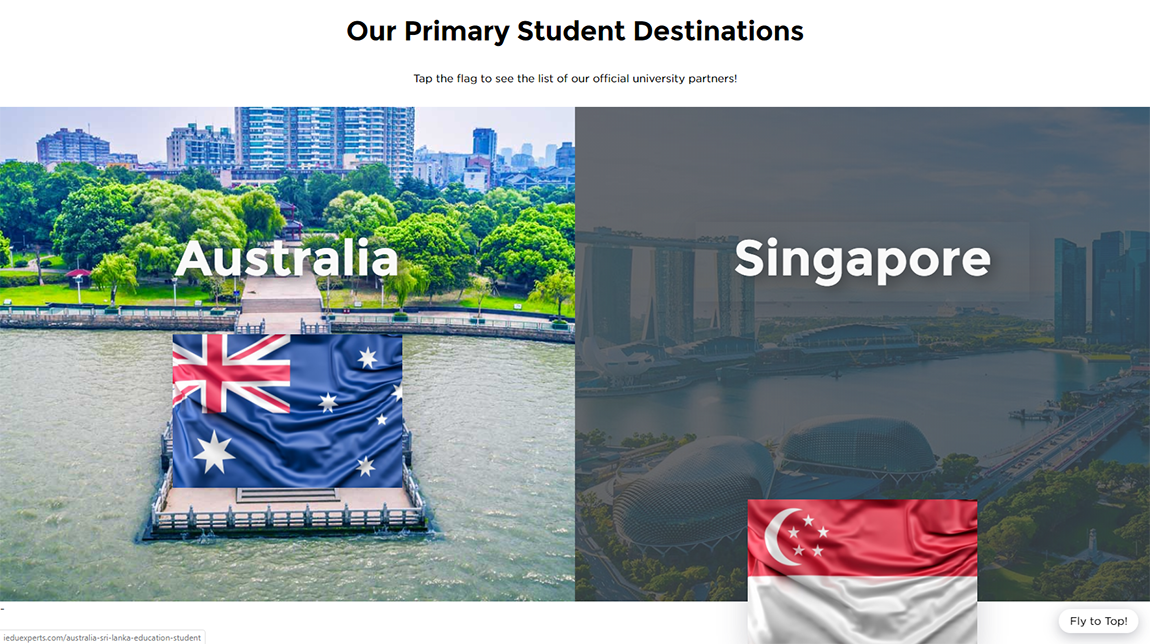 Our Primary Student Destinations
Tap the flag to see the list of our official university partners!
Australia
Singapore
-
Fly to Top!
ieduexperts.com/australia-sri-lanka-education-student